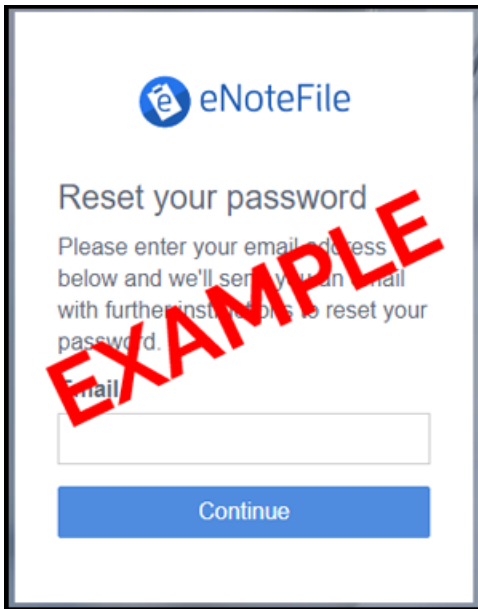 eNoteFile
Reset your password
Please enter your email address
below and we'll send you an email
with further instructions to reset your
password.
EXAMPLE
Email
Continue